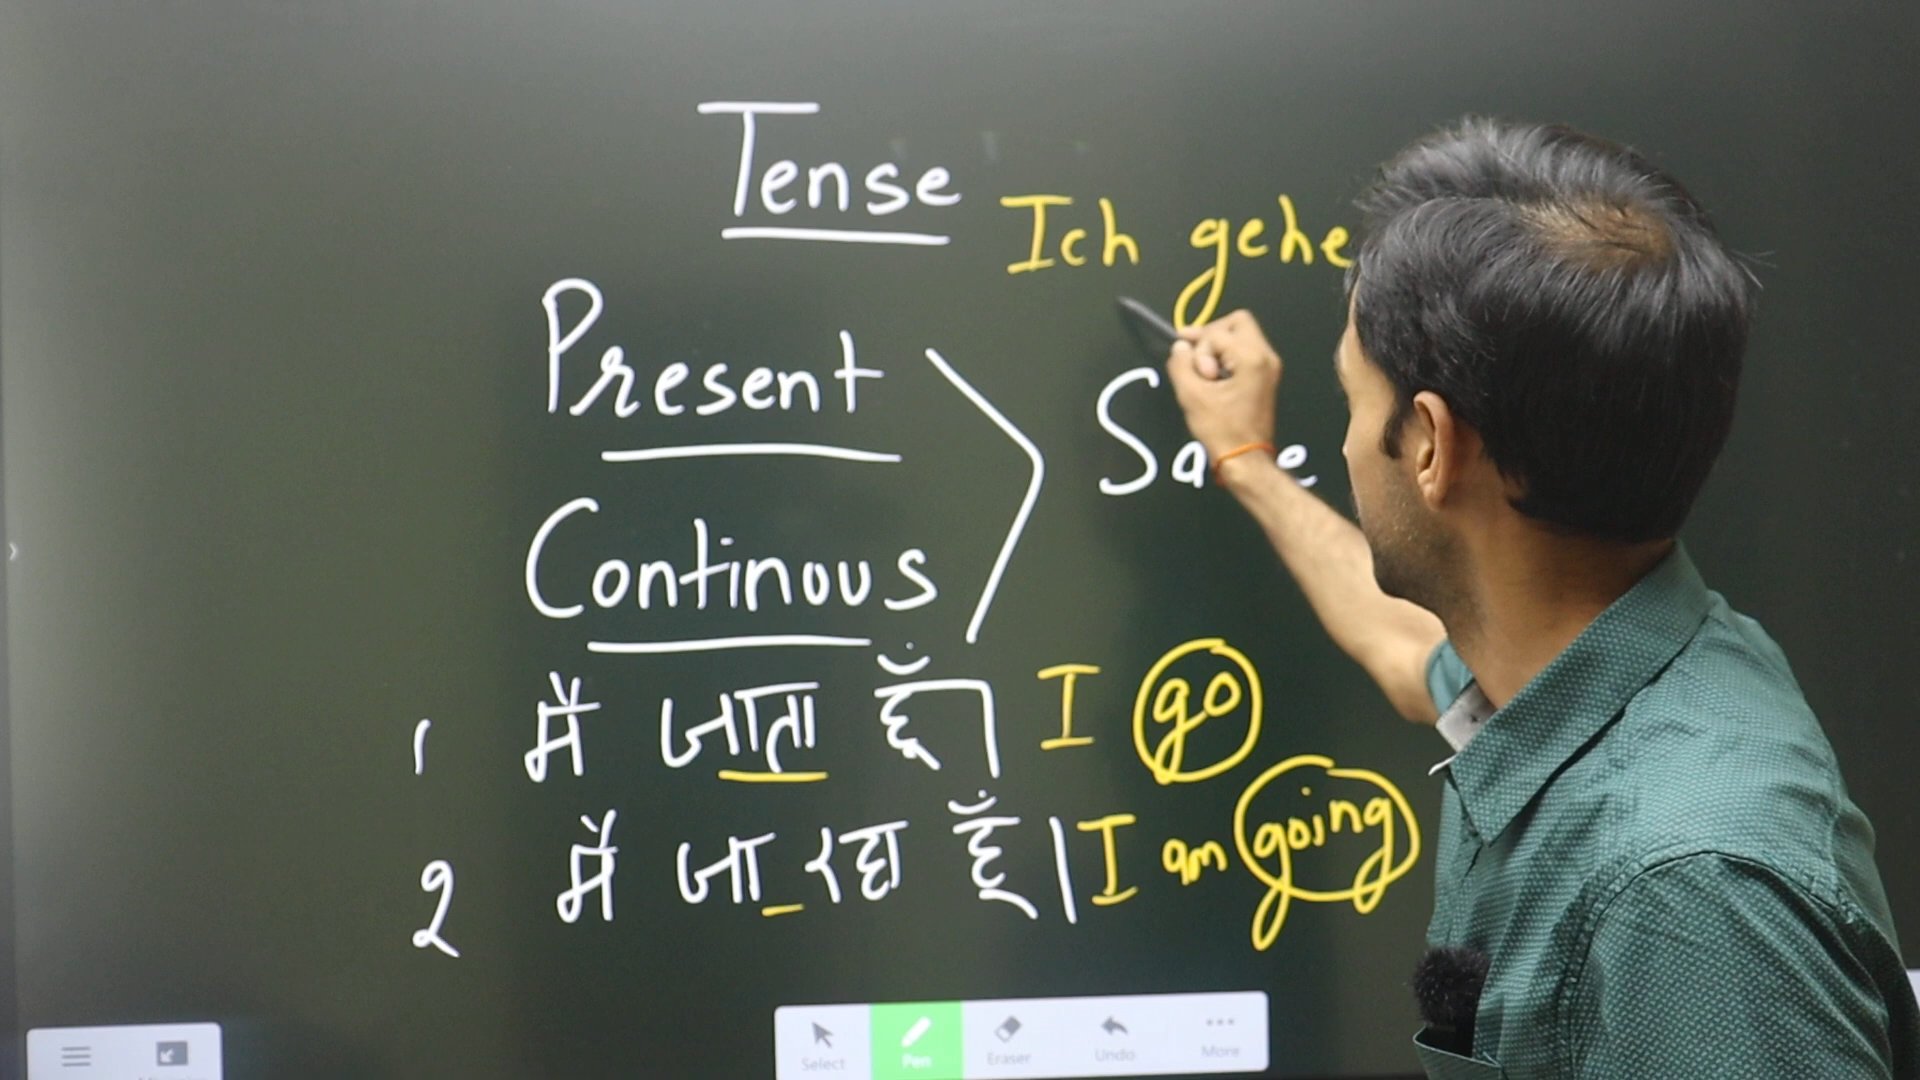 Tense
Ich gehe
Present
Continous
1 में जाता हूँ। I go
2 में जा रहा हूँ। I am going
Select Pen Eraser Undo More